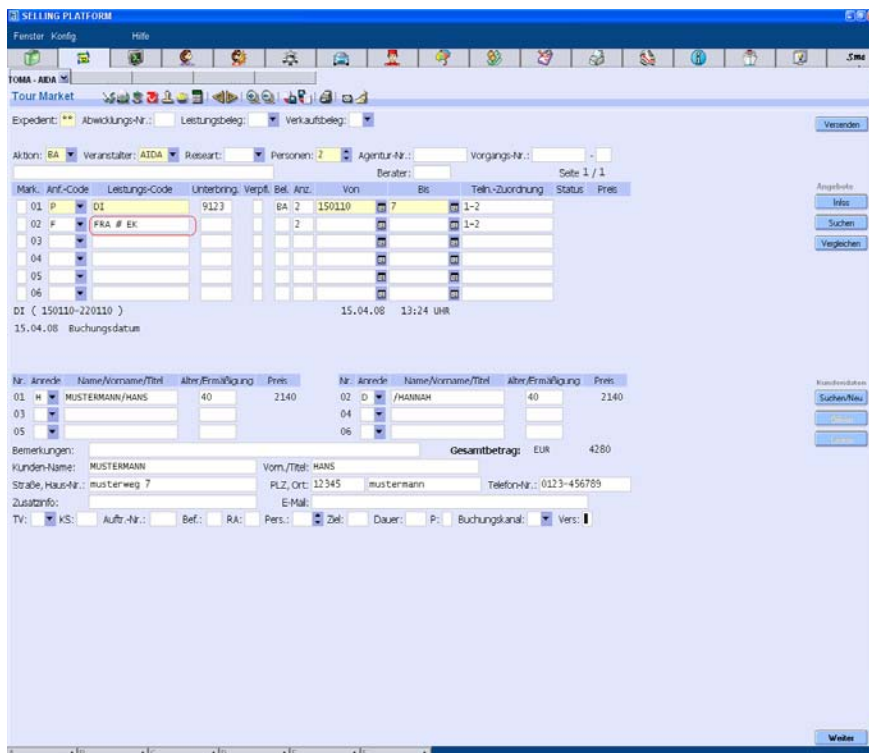 SELLING PLATFORM
Fenster Konfig. Hilfe
Sme
TOMA - AIDA
Tour Market
Expedient: ** Abwicklungs-Nr.: Leistungsbeleg: Verkaufsbeleg:
Versenden
Aktion: BA Veranstalter: AIDA Reiseart: Personen: 2 Agentur-Nr.: Vorgangs-Nr.: -
Berater: Seite 1 / 1
Mark. Anf.-Code Leistungs-Code Unterbring. Verpfl. Bel. Anz. Von Bis Teiln.-Zuordnung Status Preis
Angebote
01 P DI 9123 BA 2 150110 7 1-2
Infos
02 F FRA # EK 2 1-2
Suchen
03
Vergleichen
04
05
06
DI ( 150110-220110 ) 15.04.08 13:24 UHR
15.04.08 Buchungsdatum
Nr. Anrede Name/Vorname/Titel Alter/Ermäßigung Preis Nr. Anrede Name/Vorname/Titel Alter/Ermäßigung Preis
Kundendaten
01 H MUSTERMANN/HANS 40 2140 02 D /HANNAH 40 2140
Suchen/Neu
03 04
05 06
Bemerkungen: Gesamtbetrag: EUR 4280
Kunden-Name: MUSTERMANN Vorn./Titel: HANS
Straße, Haus-Nr.: musterweg 7 PLZ, Ort: 12345 mustermann Telefon-Nr.: 0123-456789
Zusatzinfo: E-Mail:
TV: KS: Auftr.-Nr.: Bef.: RA: Pers.: Ziel: Dauer: P: Buchungskanal: Vers:
Weiter